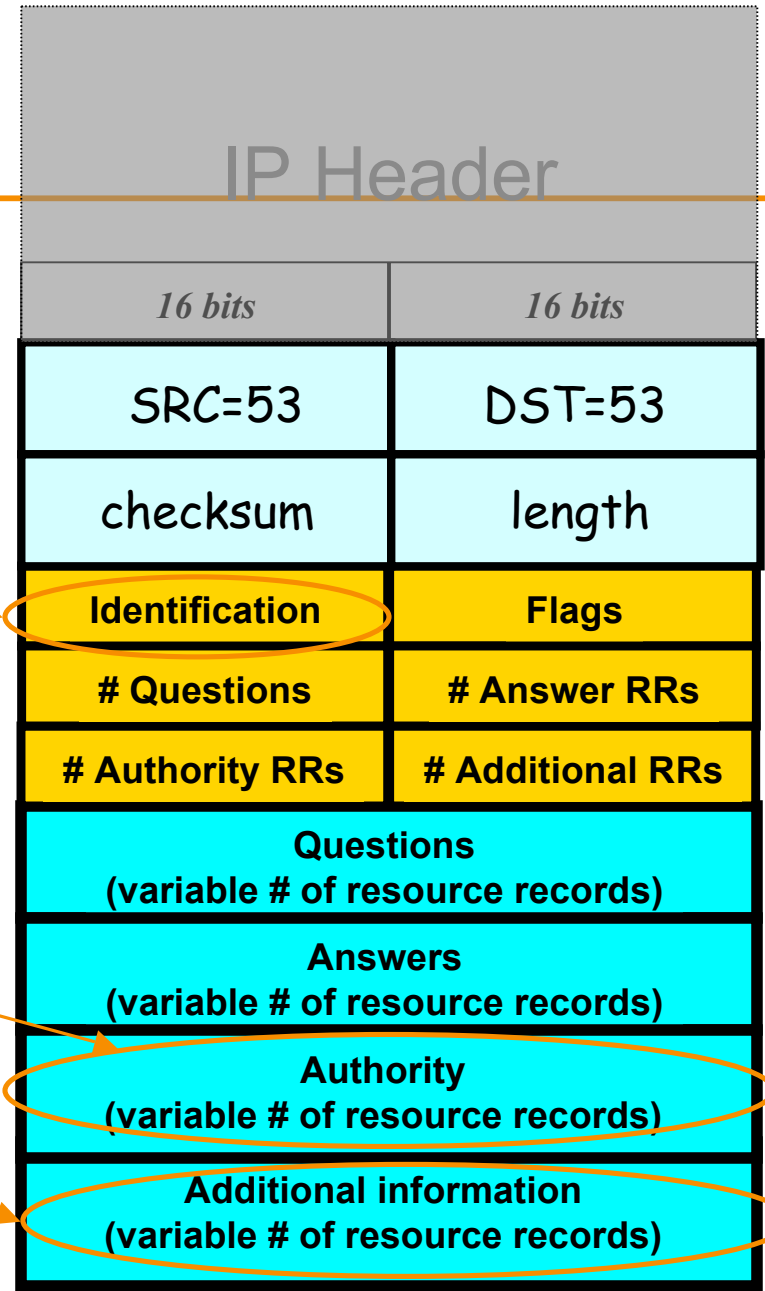 IP Header
16 bits 16 bits
SRC=53 DST=53
checksum length
Identification Flags
# Questions # Answer RRs
# Authority RRs # Additional RRs
Questions
(variable # of resource records)
Answers
(variable # of resource records)
Authority
(variable # of resource records)
Additional information
(variable # of resource records)